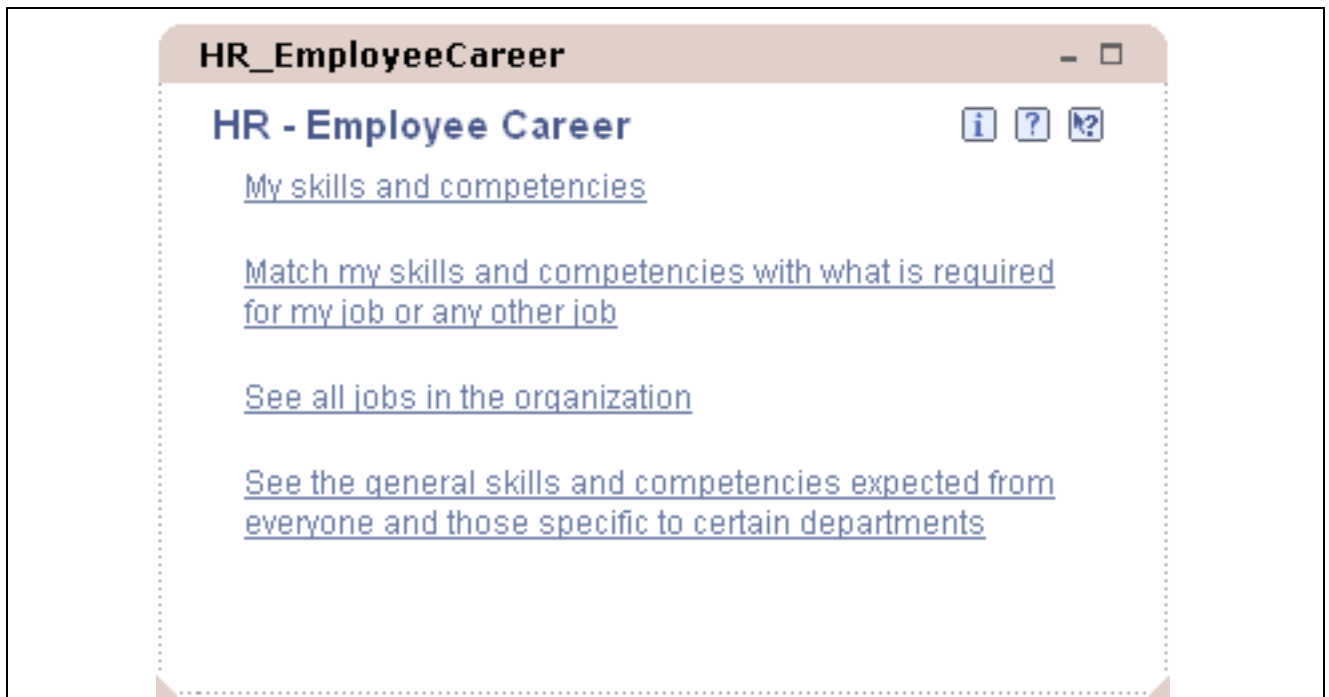 HR_EmployeeCareer
HR - Employee Career
My skills and competencies
Match my skills and competencies with what is required
for my job or any other job
See all jobs in the organization
See the general skills and competencies expected from
everyone and those specific to certain departments